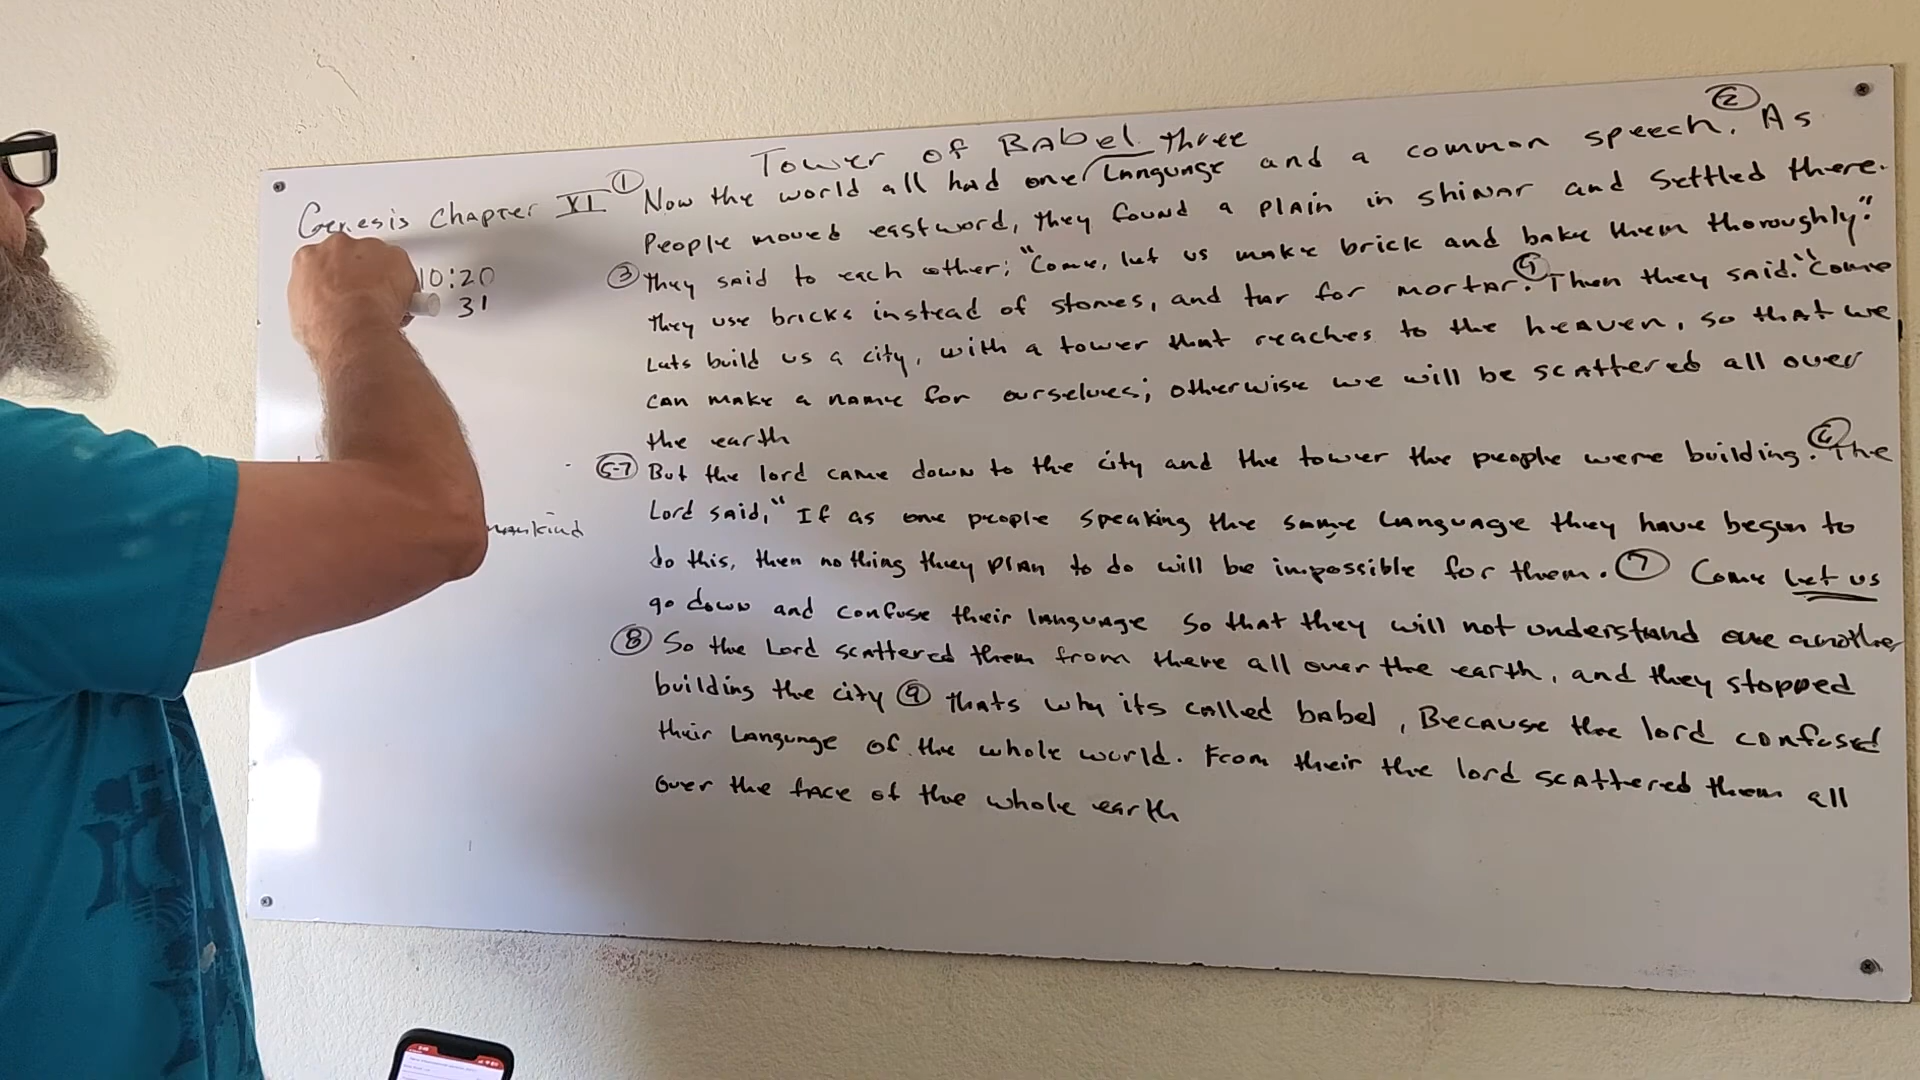 Tower of Babel three
Genesis Chapter XI
10:20
31
mankind
① Now the world all had one language and a common speech. ② As
People moved eastword, they found a plain in shinar and settled there.
③ They said to each other; "Come, let us make brick and bake them thoroughly."
They use bricks instead of stones, and tar for mortar. ④ Then they said. "Come
Lets build us a city, with a tower that reaches to the heaven, so that we
can make a name for ourselves; otherwise we will be scattered all over
the earth
⑤-7 But the lord came down to the city and the tower the people were building. ⑥ The
Lord said, "If as one people speaking the same language they have begun to
do this, then nothing they plan to do will be impossible for them. ⑦ Come let us
go down and confuse their language so that they will not understand one another
⑧ So the Lord scattered them from there all over the earth, and they stopped
building the city ⑨ thats why its called babel, Because the lord confused
their language of the whole world. From their the lord scattered them all
over the face of the whole earth